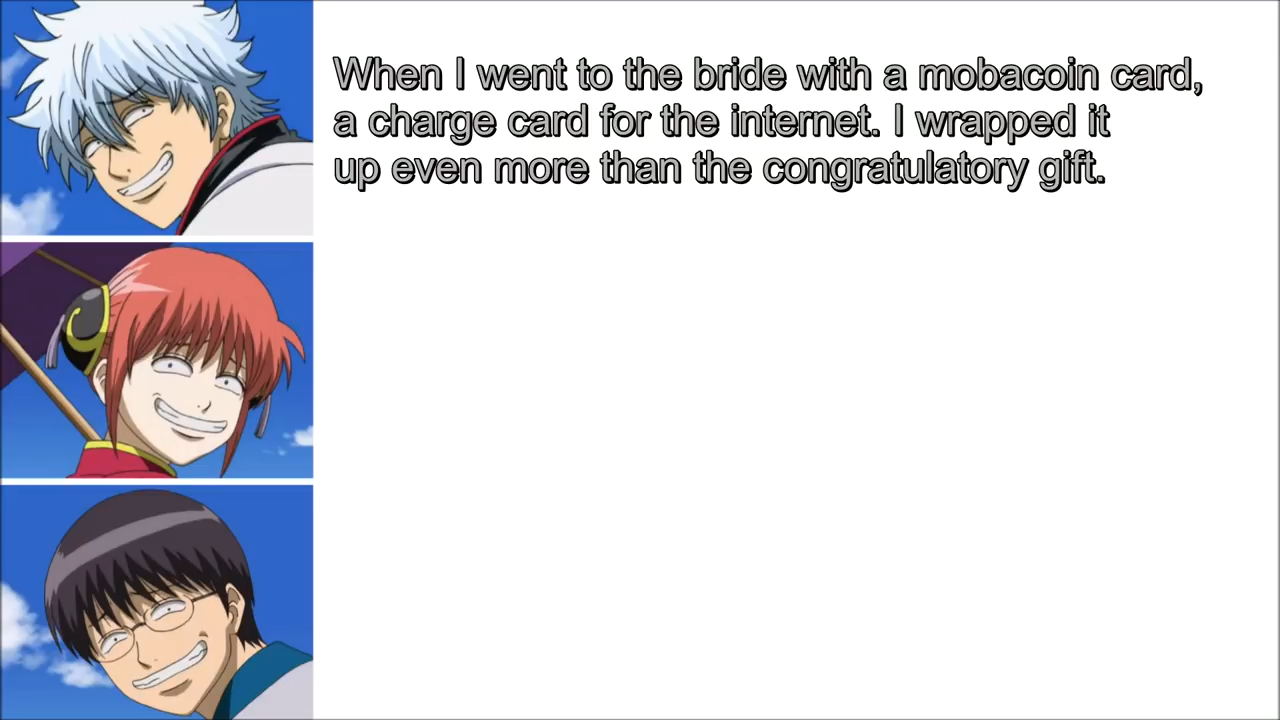 When I went to the bride with a mobacoin card,
a charge card for the internet. I wrapped it
up even more than the congratulatory gift.